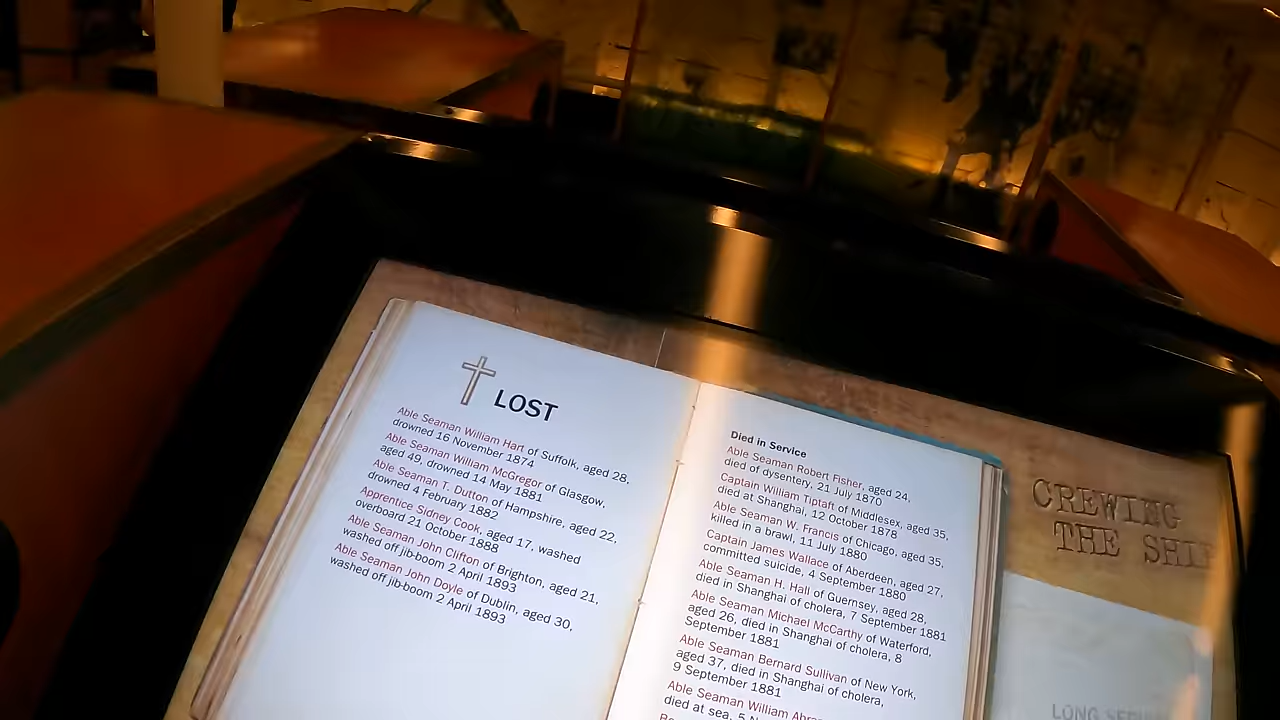 LOST
Able Seaman William Hart of Suffolk, aged 28,
drowned 16 November 1874
Able Seaman William McGregor of Glasgow,
aged 49, drowned 14 May 1881
Able Seaman T. Dutton of Hampshire, aged 22,
drowned 4 February 1882
Apprentice Sidney Cook, aged 17, washed
overboard 21 October 1888
Able Seaman John Clifton of Brighton, aged 21,
washed off jib-boom 2 April 1893
Able Seaman John Doyle of Dublin, aged 30,
washed off jib-boom 2 April 1893
Died in Service
Able Seaman Robert Fisher, aged 24,
died of dysentery, 21 July 1870
Captain William Tiptaft of Middlesex, aged 35,
died at Shanghai, 12 October 1878
Able Seaman W. Francis of Chicago, aged 35,
killed in a brawl, 11 July 1880
Captain James Wallace of Aberdeen, aged 27,
committed suicide, 4 September 1880
Able Seaman H. Hall of Guernsey, aged 28,
died in Shanghai of cholera, 7 September 1881
Able Seaman Michael McCarthy of Waterford,
aged 26, died in Shanghai of cholera, 8
September 1881
Able Seaman Bernard Sullivan of New York,
aged 37, died in Shanghai of cholera,
9 September 1881
Able Seaman William
died at sea, 5
CREWING
THE SHIP
LONG